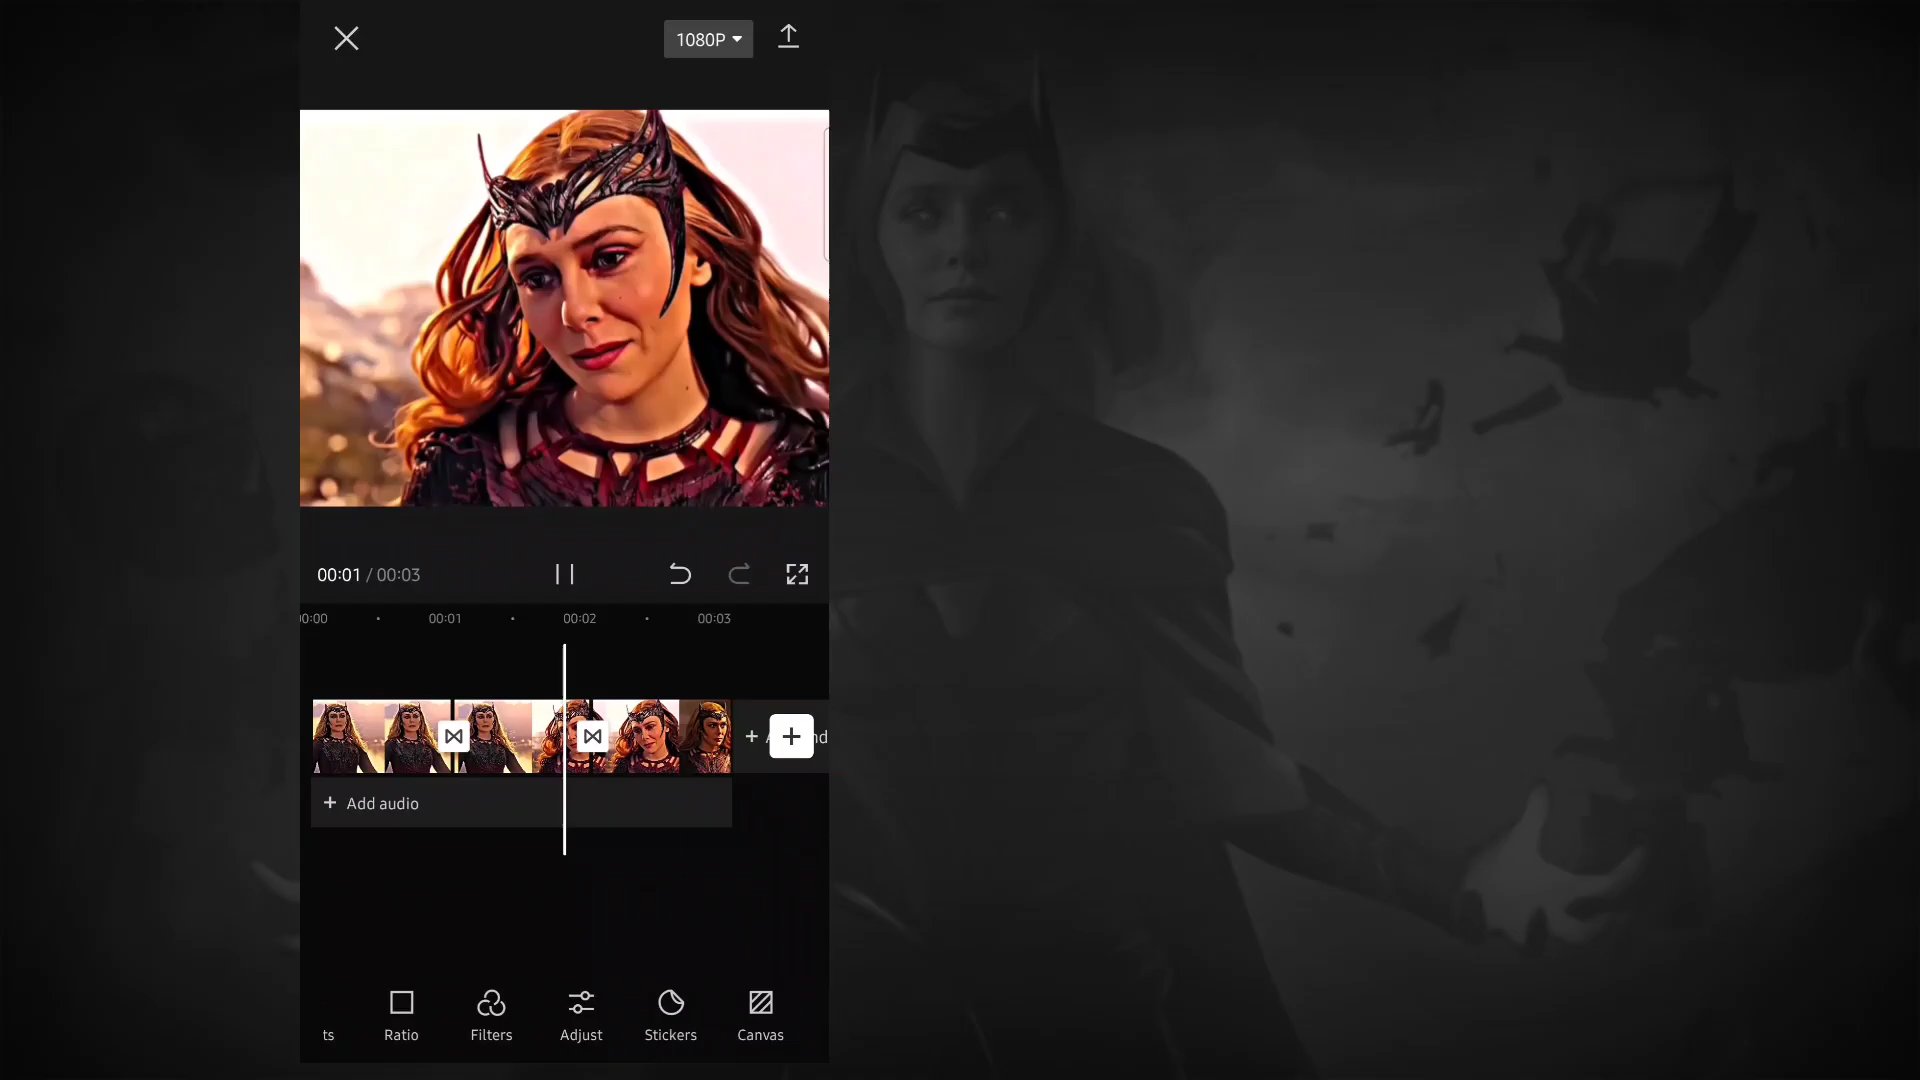 1080P
00:01 / 00:03
00:00 00:01 00:02 00:03
+ Add audio
ts Ratio Filters Adjust Stickers Canvas